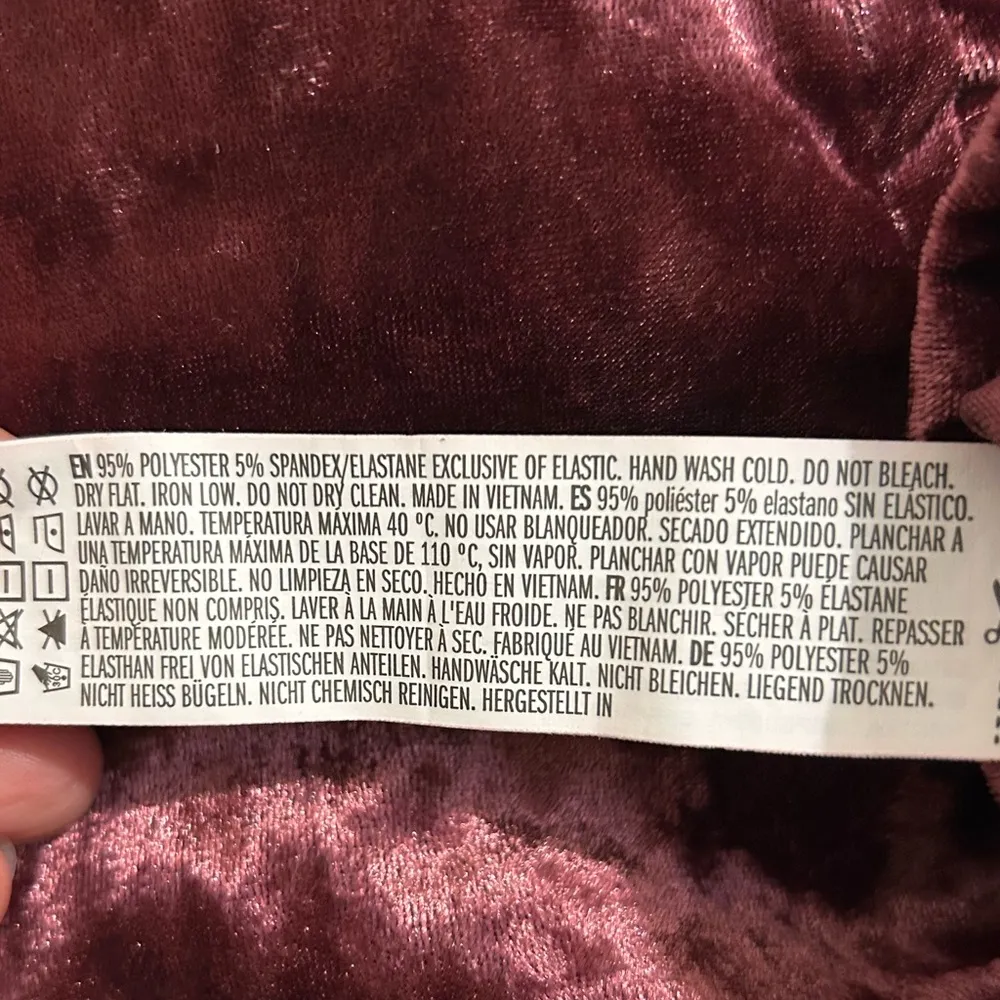 EN 95% POLYESTER 5% SPANDEX/ELASTANE EXCLUSIVE OF ELASTIC. HAND WASH COLD. DO NOT BLEACH.
DRY FLAT. IRON LOW. DO NOT DRY CLEAN. MADE IN VIETNAM. ES 95% poliéster 5% elastano SIN ELÁSTICO.
LAVAR A MANO. TEMPERATURA MÁXIMA 40 ºC. NO USAR BLANQUEADOR. SECADO EXTENDIDO. PLANCHAR A
UNA TEMPERATURA MÁXIMA DE LA BASE DE 110 ºC, SIN VAPOR. PLANCHAR CON VAPOR PUEDE CAUSAR
DAÑO IRREVERSIBLE. NO LIMPIEZA EN SECO. HECHO EN VIETNAM. FR 95% POLYESTER 5% ÉLASTANE
ÉLASTIQUE NON COMPRIS. LAVER À LA MAIN À L'EAU FROIDE. NE PAS BLANCHIR. SÉCHER À PLAT. REPASSER
À TEMPÉRATURE MODÉRÉE. NE PAS NETTOYER À SEC. FABRIQUÉ AU VIETNAM. DE 95% POLYESTER 5%
ELASTHAN FREI VON ELASTISCHEN ANTEILEN. HANDWÄSCHE KALT. NICHT BLEICHEN. LIEGEND TROCKNEN.
NICHT HEISS BÜGELN. NICHT CHEMISCH REINIGEN. HERGESTELLT IN